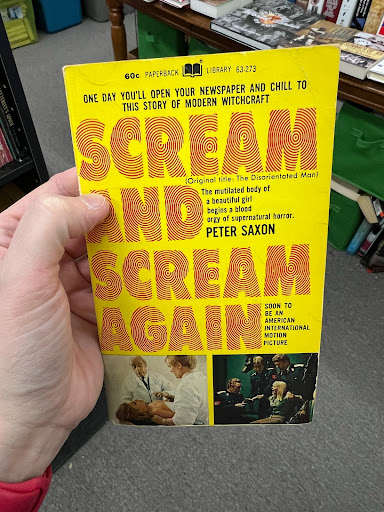 60c PAPERBACK LIBRARY 63-273
ONE DAY YOU'LL OPEN YOUR NEWSPAPER AND CHILL TO
THIS STORY OF MODERN WITCHCRAFT
SCREAM
(Original title: The Disorientated Man)
AND
The mutilated body of
a beautiful girl
begins a blood
orgy of supernatural horror.
PETER SAXON
SCREAM
AGAIN
SOON TO
BE AN
AMERICAN
INTERNATIONAL
MOTION
PICTURE